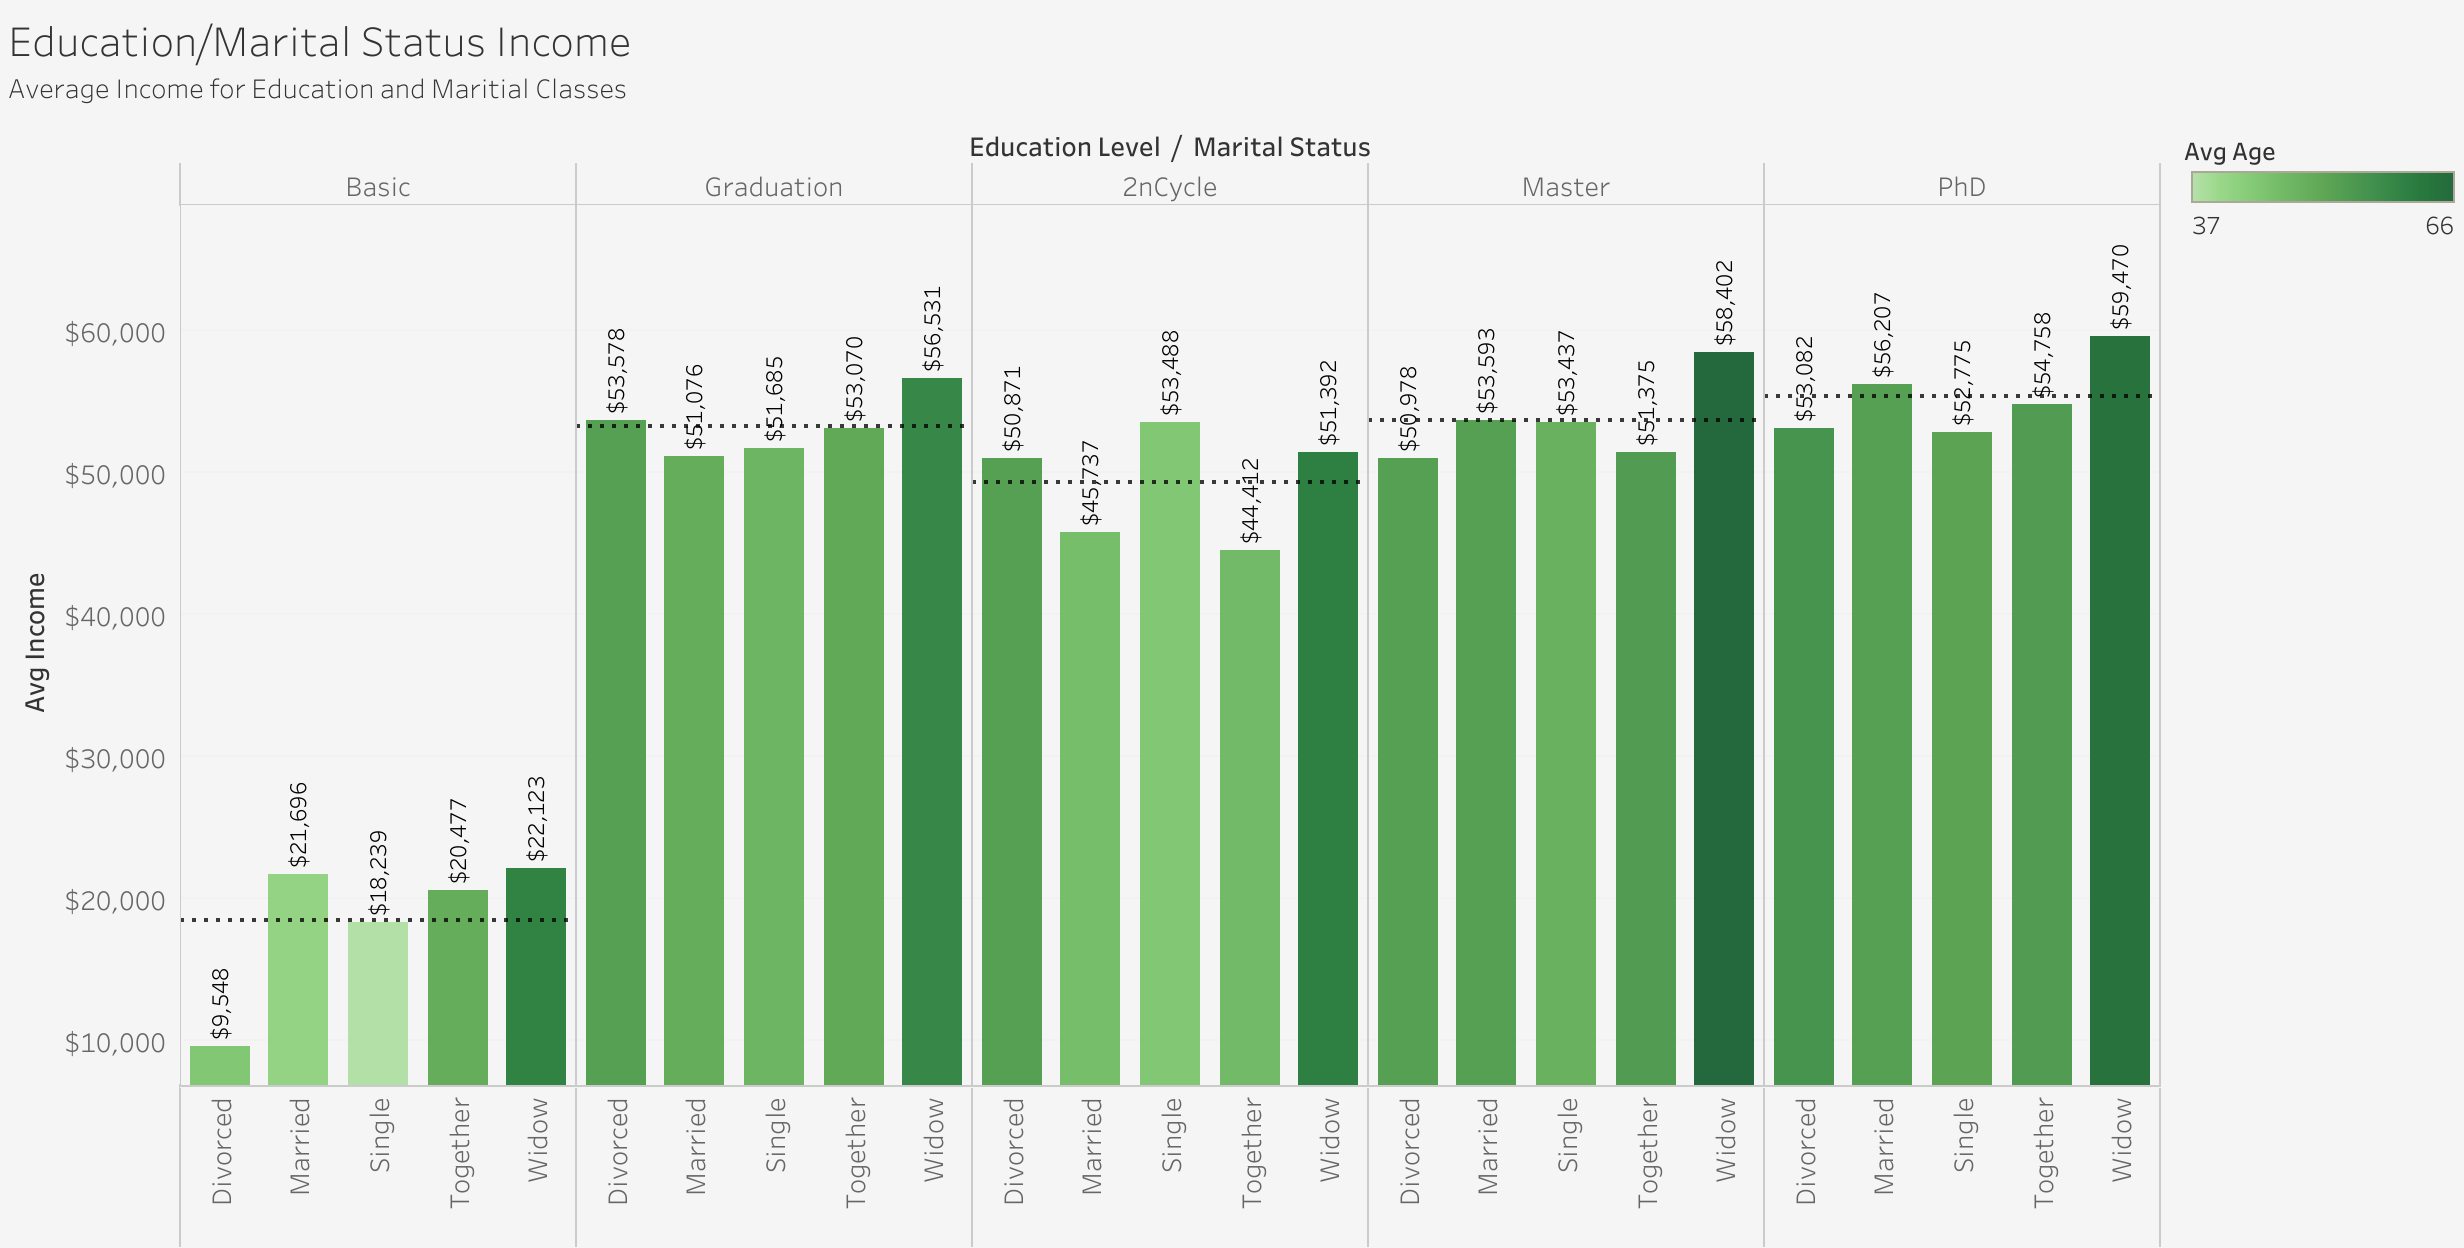 Education/Marital Status Income
Average Income for Education and Maritial Classes
Education Level / Marital Status
Avg Age
37 66
Basic Graduation 2nCycle Master PhD
Avg Income
$60,000
$50,000
$40,000
$30,000
$20,000
$10,000
$9,548
$21,696
$18,239
$20,477
$22,123
$53,578
$51,076
$51,685
$53,070
$56,531
$50,871
$45,737
$53,488
$44,412
$51,392
$50,978
$53,593
$53,437
$51,375
$58,402
$53,082
$56,207
$52,775
$54,758
$59,470
Divorced
Married
Single
Together
Widow
Divorced
Married
Single
Together
Widow
Divorced
Married
Single
Together
Widow
Divorced
Married
Single
Together
Widow
Divorced
Married
Single
Together
Widow